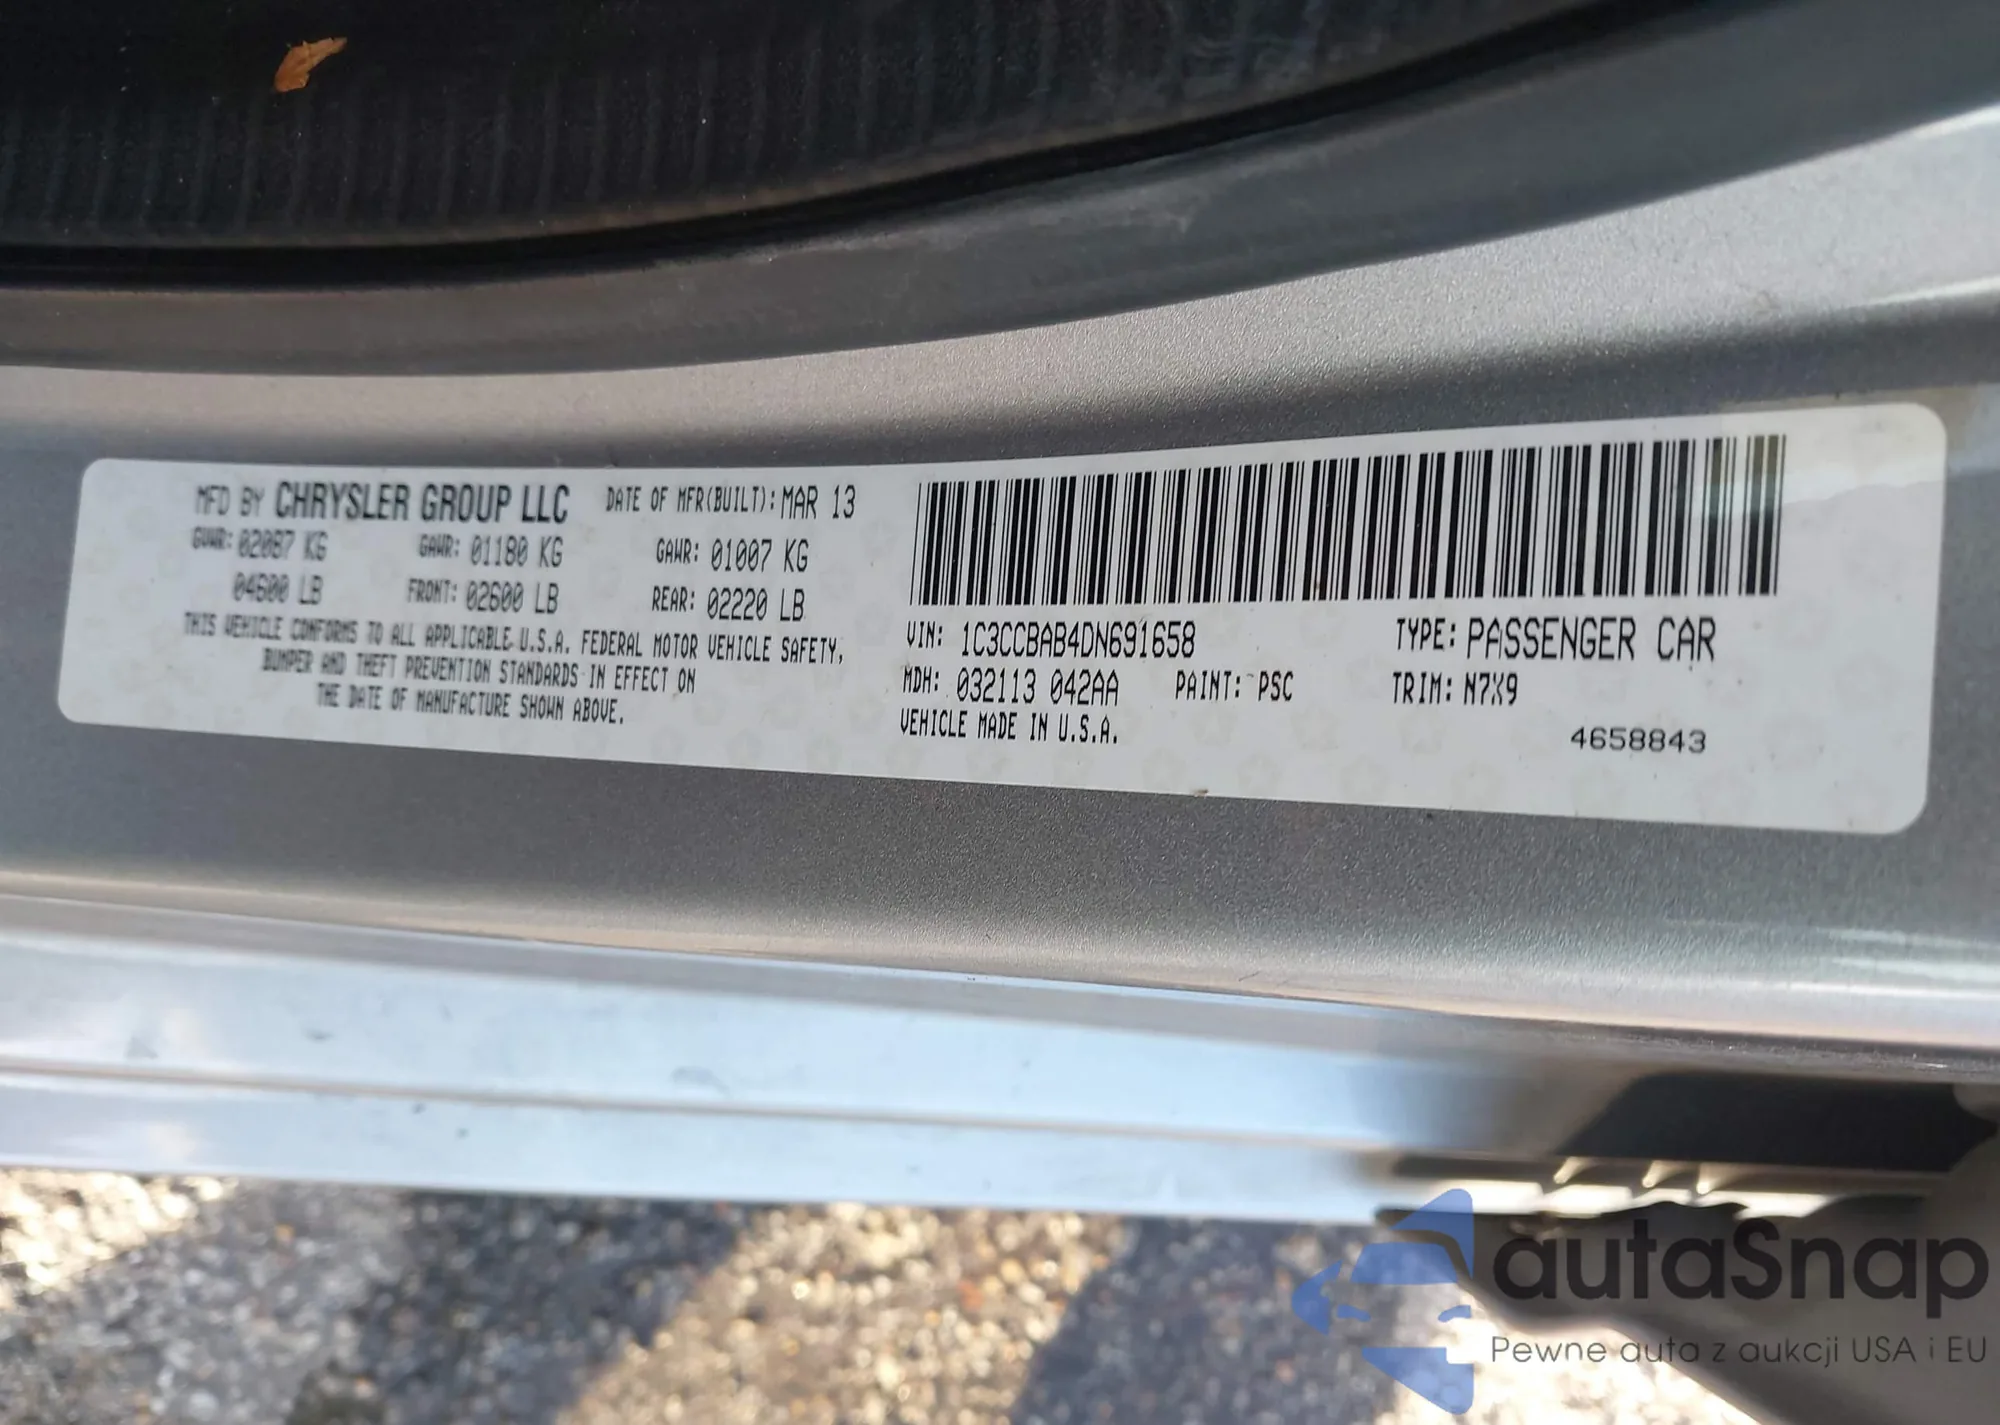 MFD BY CHRYSLER GROUP LLC DATE OF MFR(BUILT): MAR 13
GVWR: 02087 KG GAWR: 01180 KG GAWR: 01007 KG
04600 LB FRONT: 02600 LB REAR: 02220 LB
THIS VEHICLE CONFORMS TO ALL APPLICABLE U.S.A. FEDERAL MOTOR VEHICLE SAFETY,
BUMPER AND THEFT PREVENTION STANDARDS IN EFFECT ON
THE DATE OF MANUFACTURE SHOWN ABOVE.
VIN: 1C3CCBAB4DN691658 TYPE: PASSENGER CAR
MDH: 032113 042AA PAINT: PSC TRIM: N7X9
VEHICLE MADE IN U.S.A.
4658843
autaSnap
Pewne auta z aukcji USA i EU